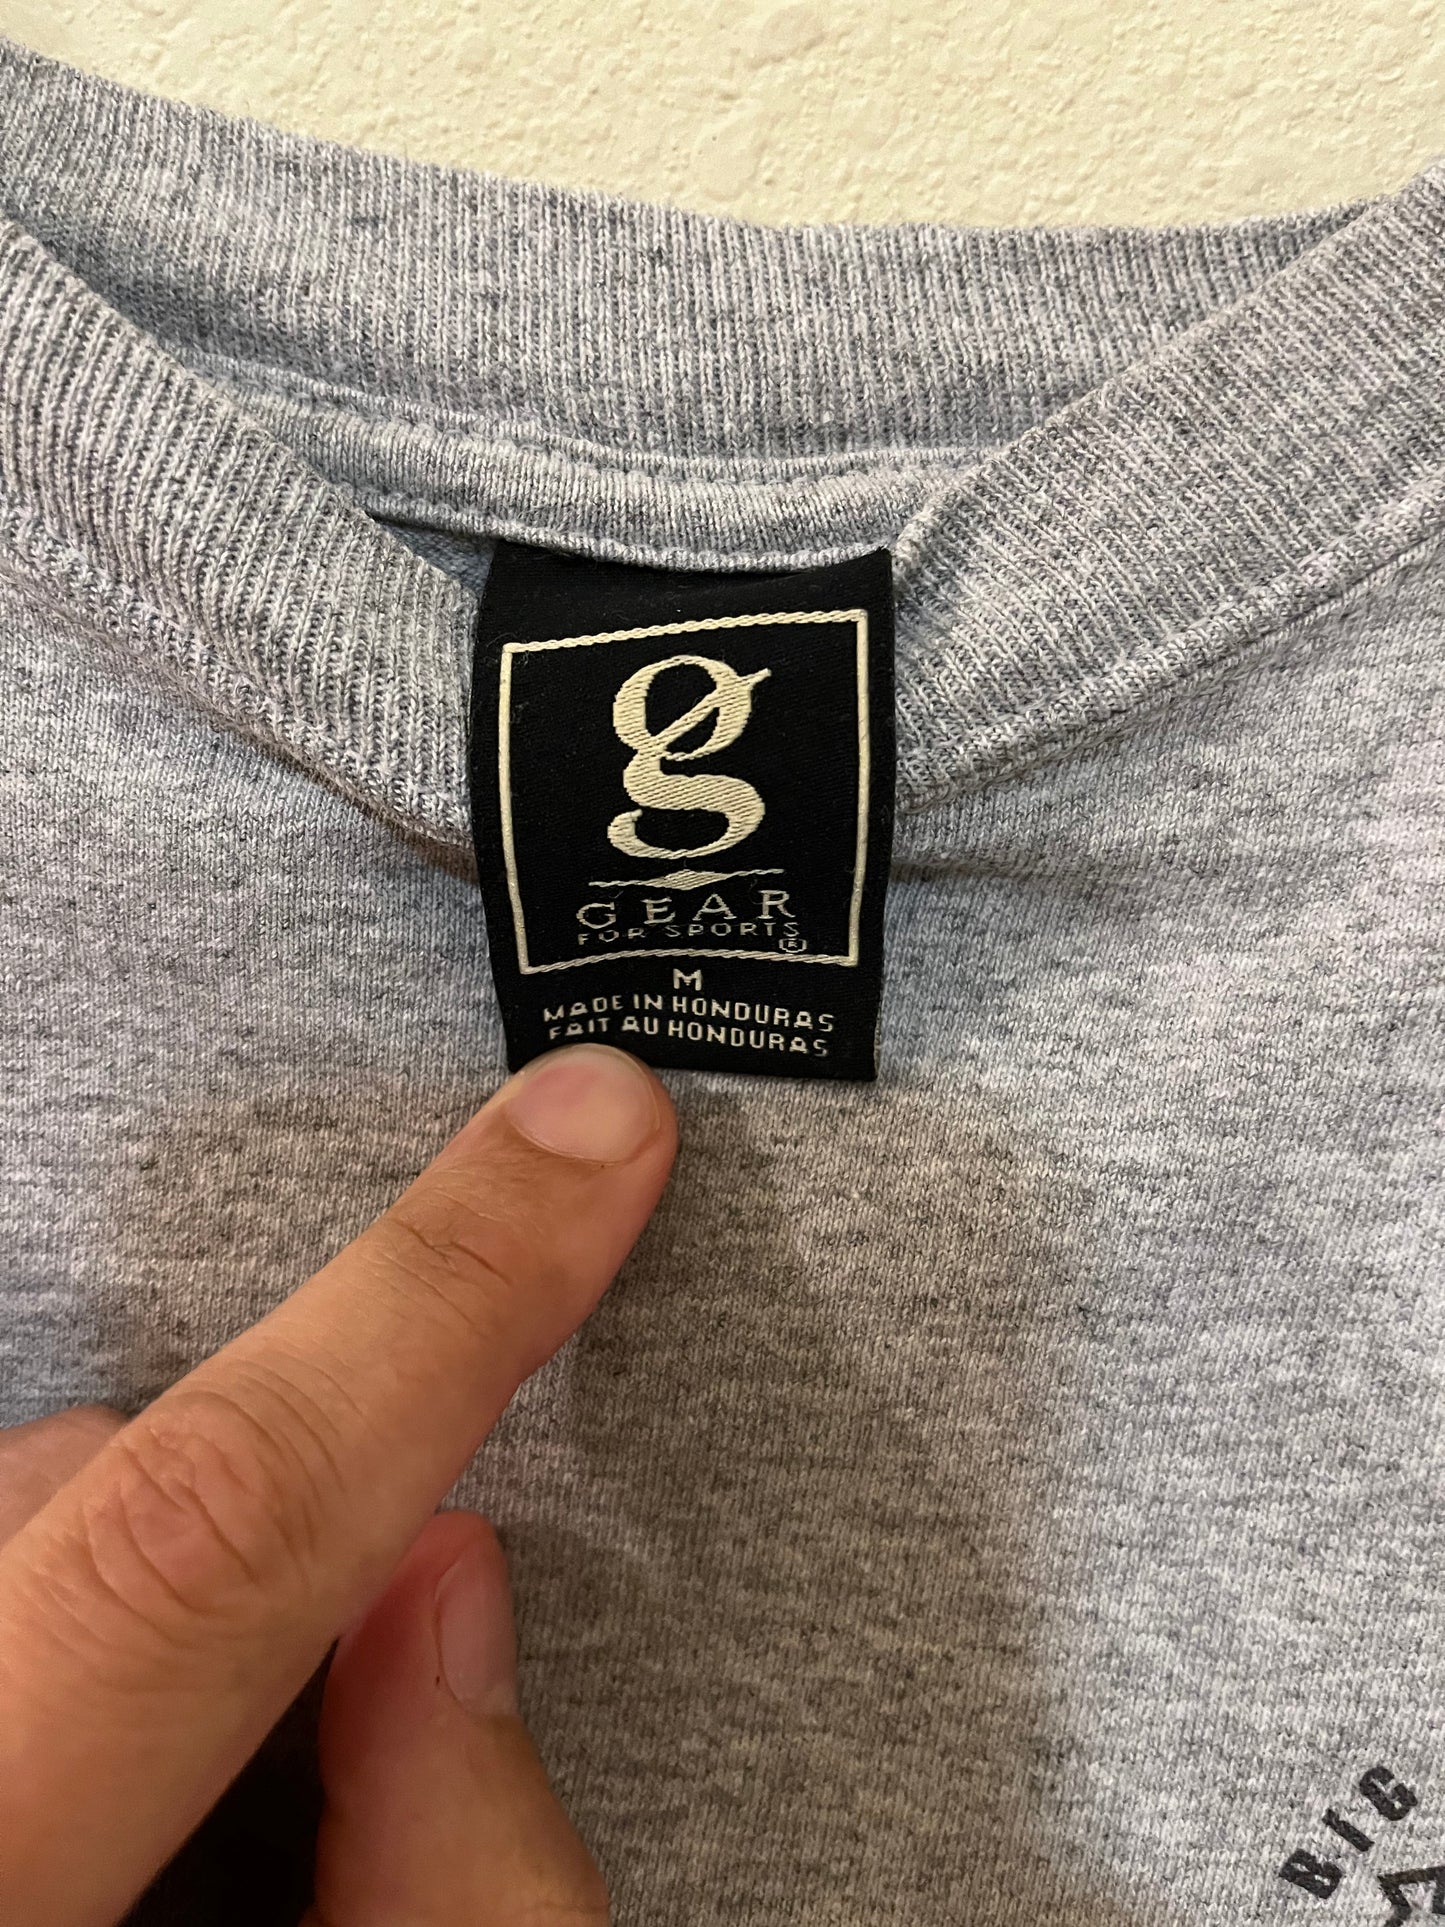 g
GEAR
FOR SPORTS®
M
MADE IN HONDURAS
FAIT AU HONDURAS
BIG